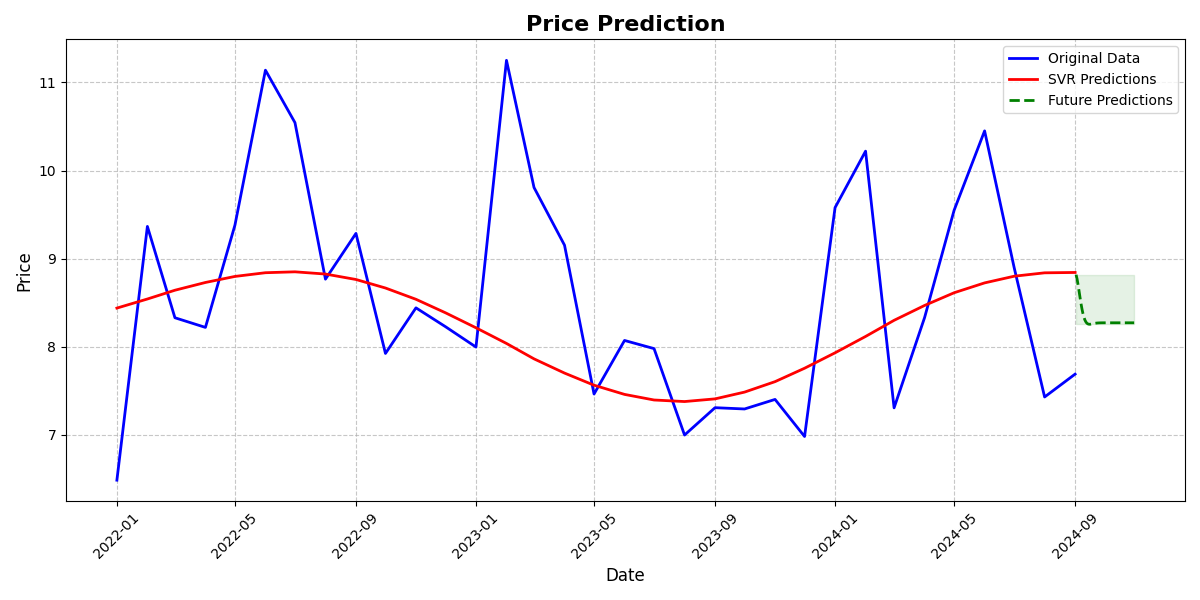 Price Prediction
Original Data
SVR Predictions
Future Predictions
Price
11
10
9
8
7
2022-01
2022-05
2022-09
2023-01
2023-05
2023-09
2024-01
2024-05
2024-09
Date